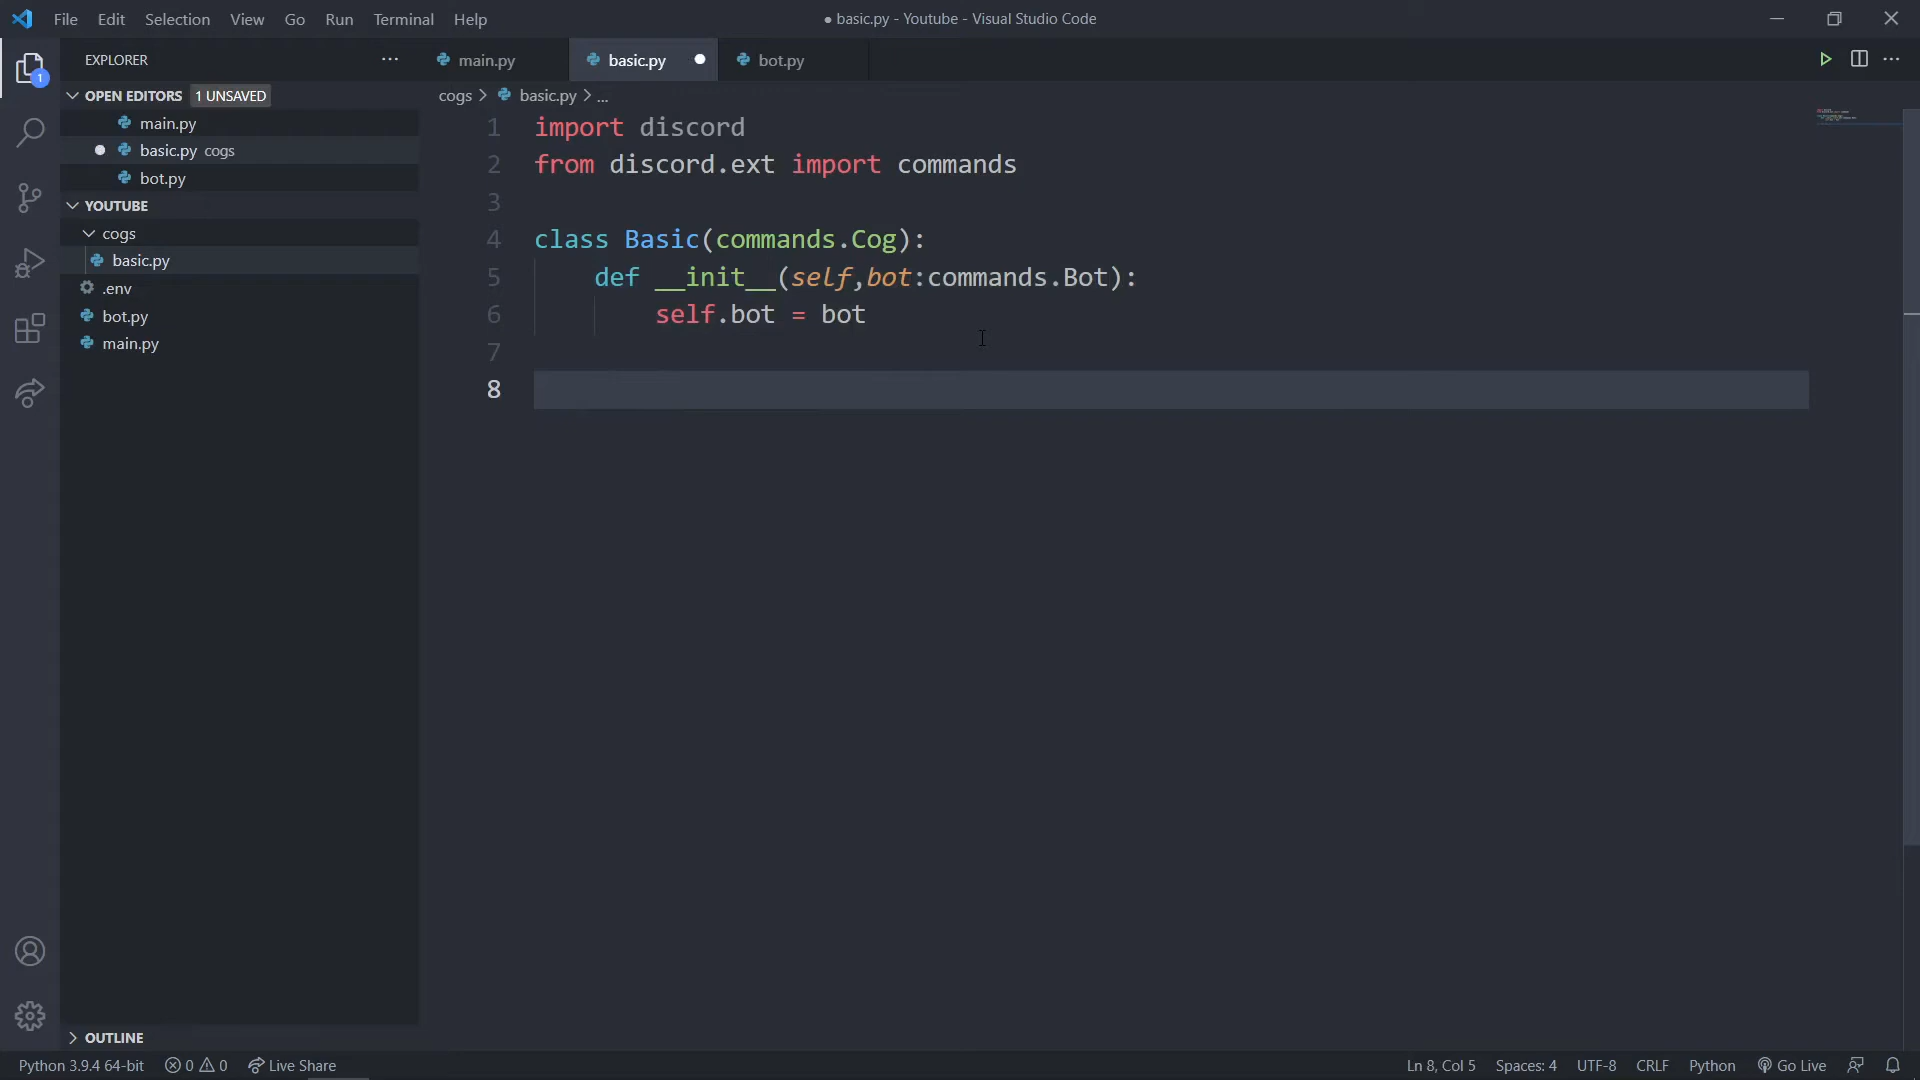 File Edit Selection View Go Run Terminal Help
● basic.py - Youtube - Visual Studio Code
EXPLORER
main.py
basic.py
bot.py
1
OPEN EDITORS 1 UNSAVED
main.py
basic.py cogs
bot.py
YOUTUBE
cogs
basic.py
.env
bot.py
main.py
cogs > basic.py > ...
1 import discord
2 from discord.ext import commands
3
4 class Basic(commands.Cog):
5 def __init__(self,bot:commands.Bot):
6 self.bot = bot
7
8
OUTLINE
Python 3.9.4 64-bit 0 0 Live Share
Ln 8, Col 5 Spaces: 4 UTF-8 CRLF Python Go Live